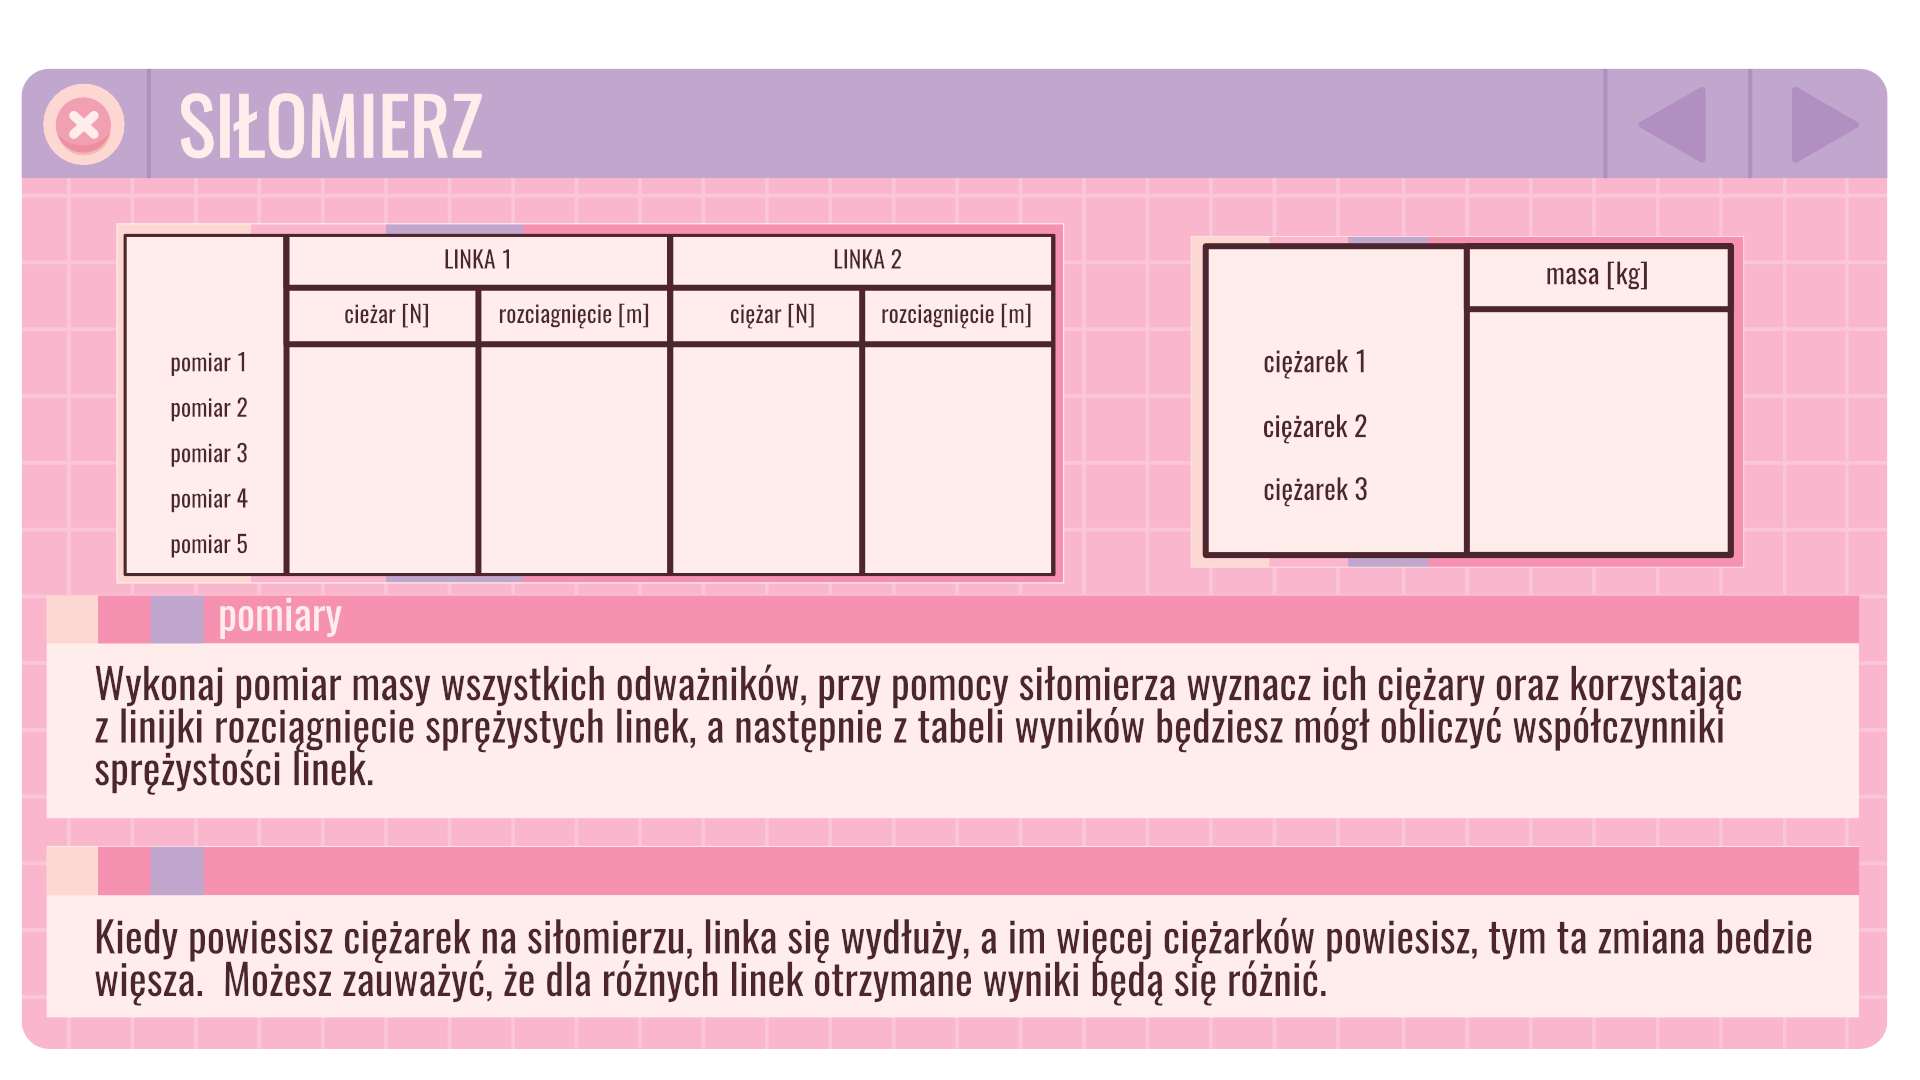 SIŁOMIERZ
LINKA 1 LINKA 2
cieżar [N] rozciagnięcie [m] ciężar [N] rozciagnięcie [m]
pomiar 1
pomiar 2
pomiar 3
pomiar 4
pomiar 5
masa [kg]
ciężarek 1
ciężarek 2
ciężarek 3
pomiary
Wykonaj pomiar masy wszystkich odważników, przy pomocy siłomierza wyznacz ich ciężary oraz korzystając
z linijki rozciągnięcie sprężystych linek, a następnie z tabeli wyników będziesz mógł obliczyć współczynniki
sprężystości linek.
Kiedy powiesisz ciężarek na siłomierzu, linka się wydłuży, a im więcej ciężarków powiesisz, tym ta zmiana bedzie
więsza. Możesz zauważyć, że dla różnych linek otrzymane wyniki będą się różnić.